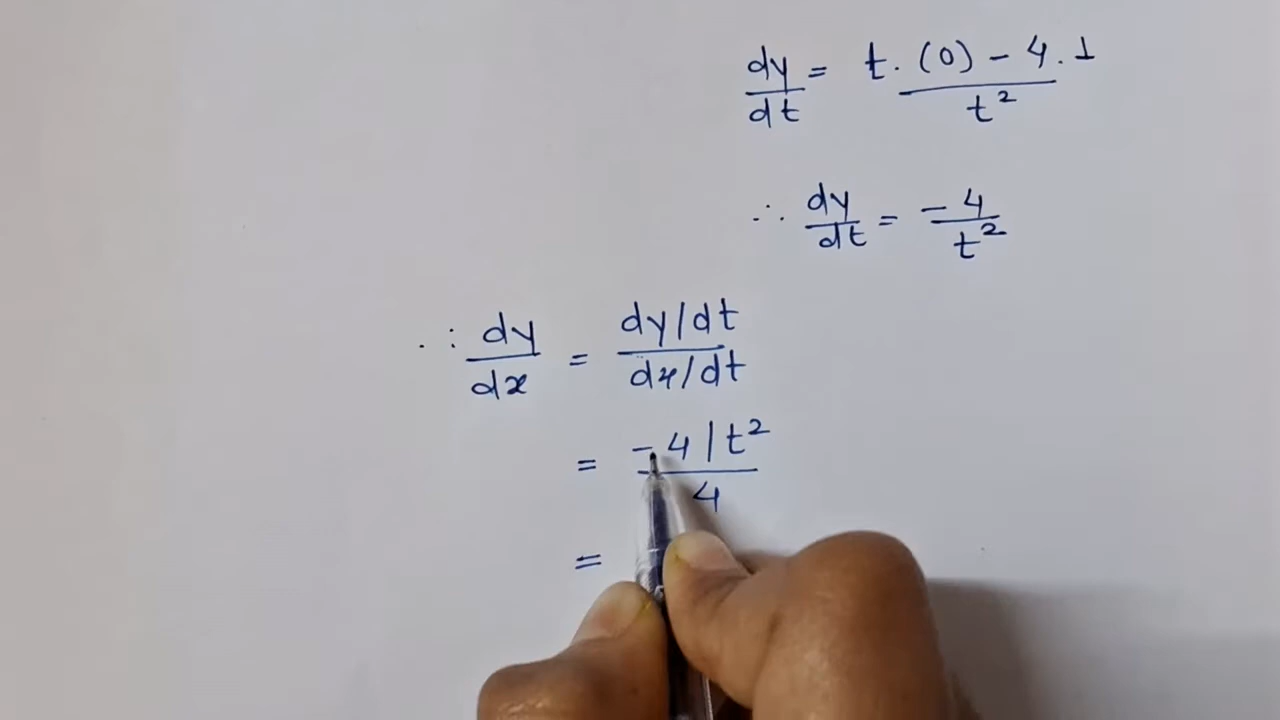 dy/dt = t. (0) - 4. 1 / t²
∴ dy/dt = -4/t²
∴ dy/dx = dy/dt / dx/dt
= -4/t² / 4
=